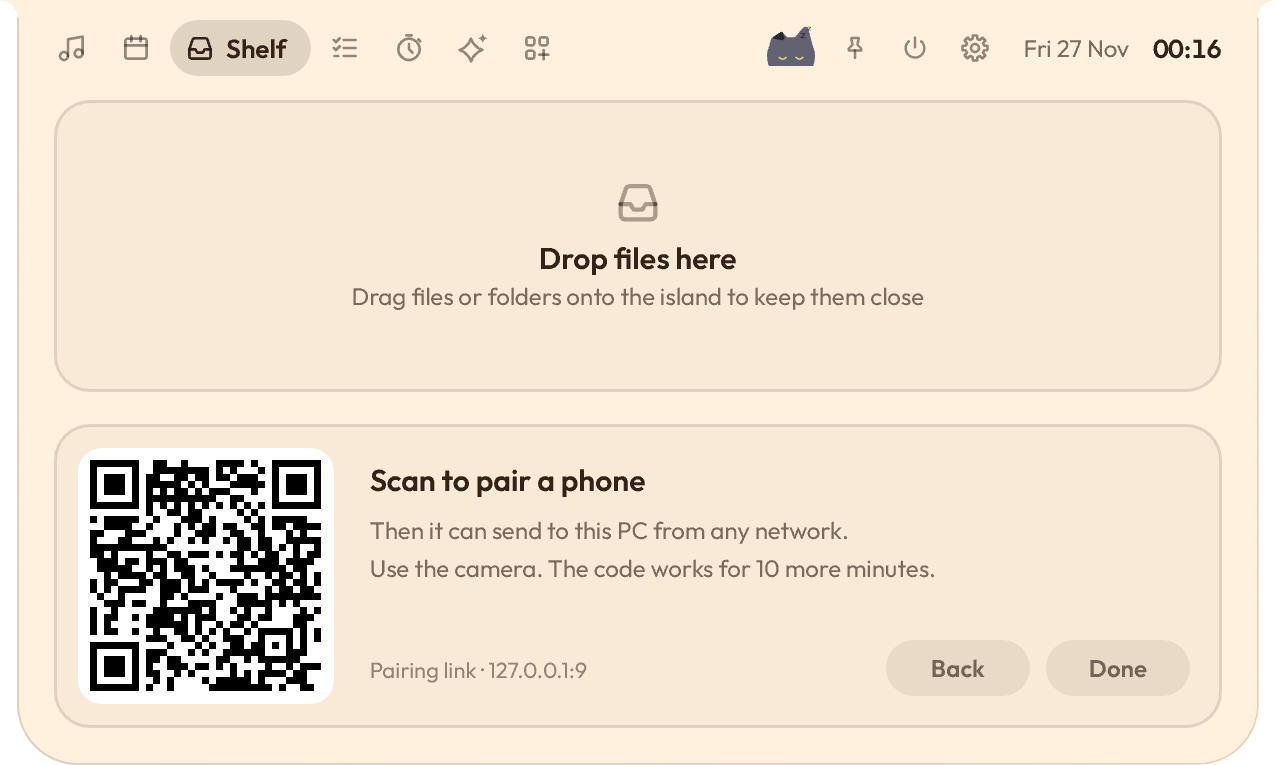 Shelf
Fri 27 Nov 00:16
Drop files here
Drag files or folders onto the island to keep them close
Scan to pair a phone
Then it can send to this PC from any network.
Use the camera. The code works for 10 more minutes.
Pairing link · 127.0.0.1:9
Back
Done